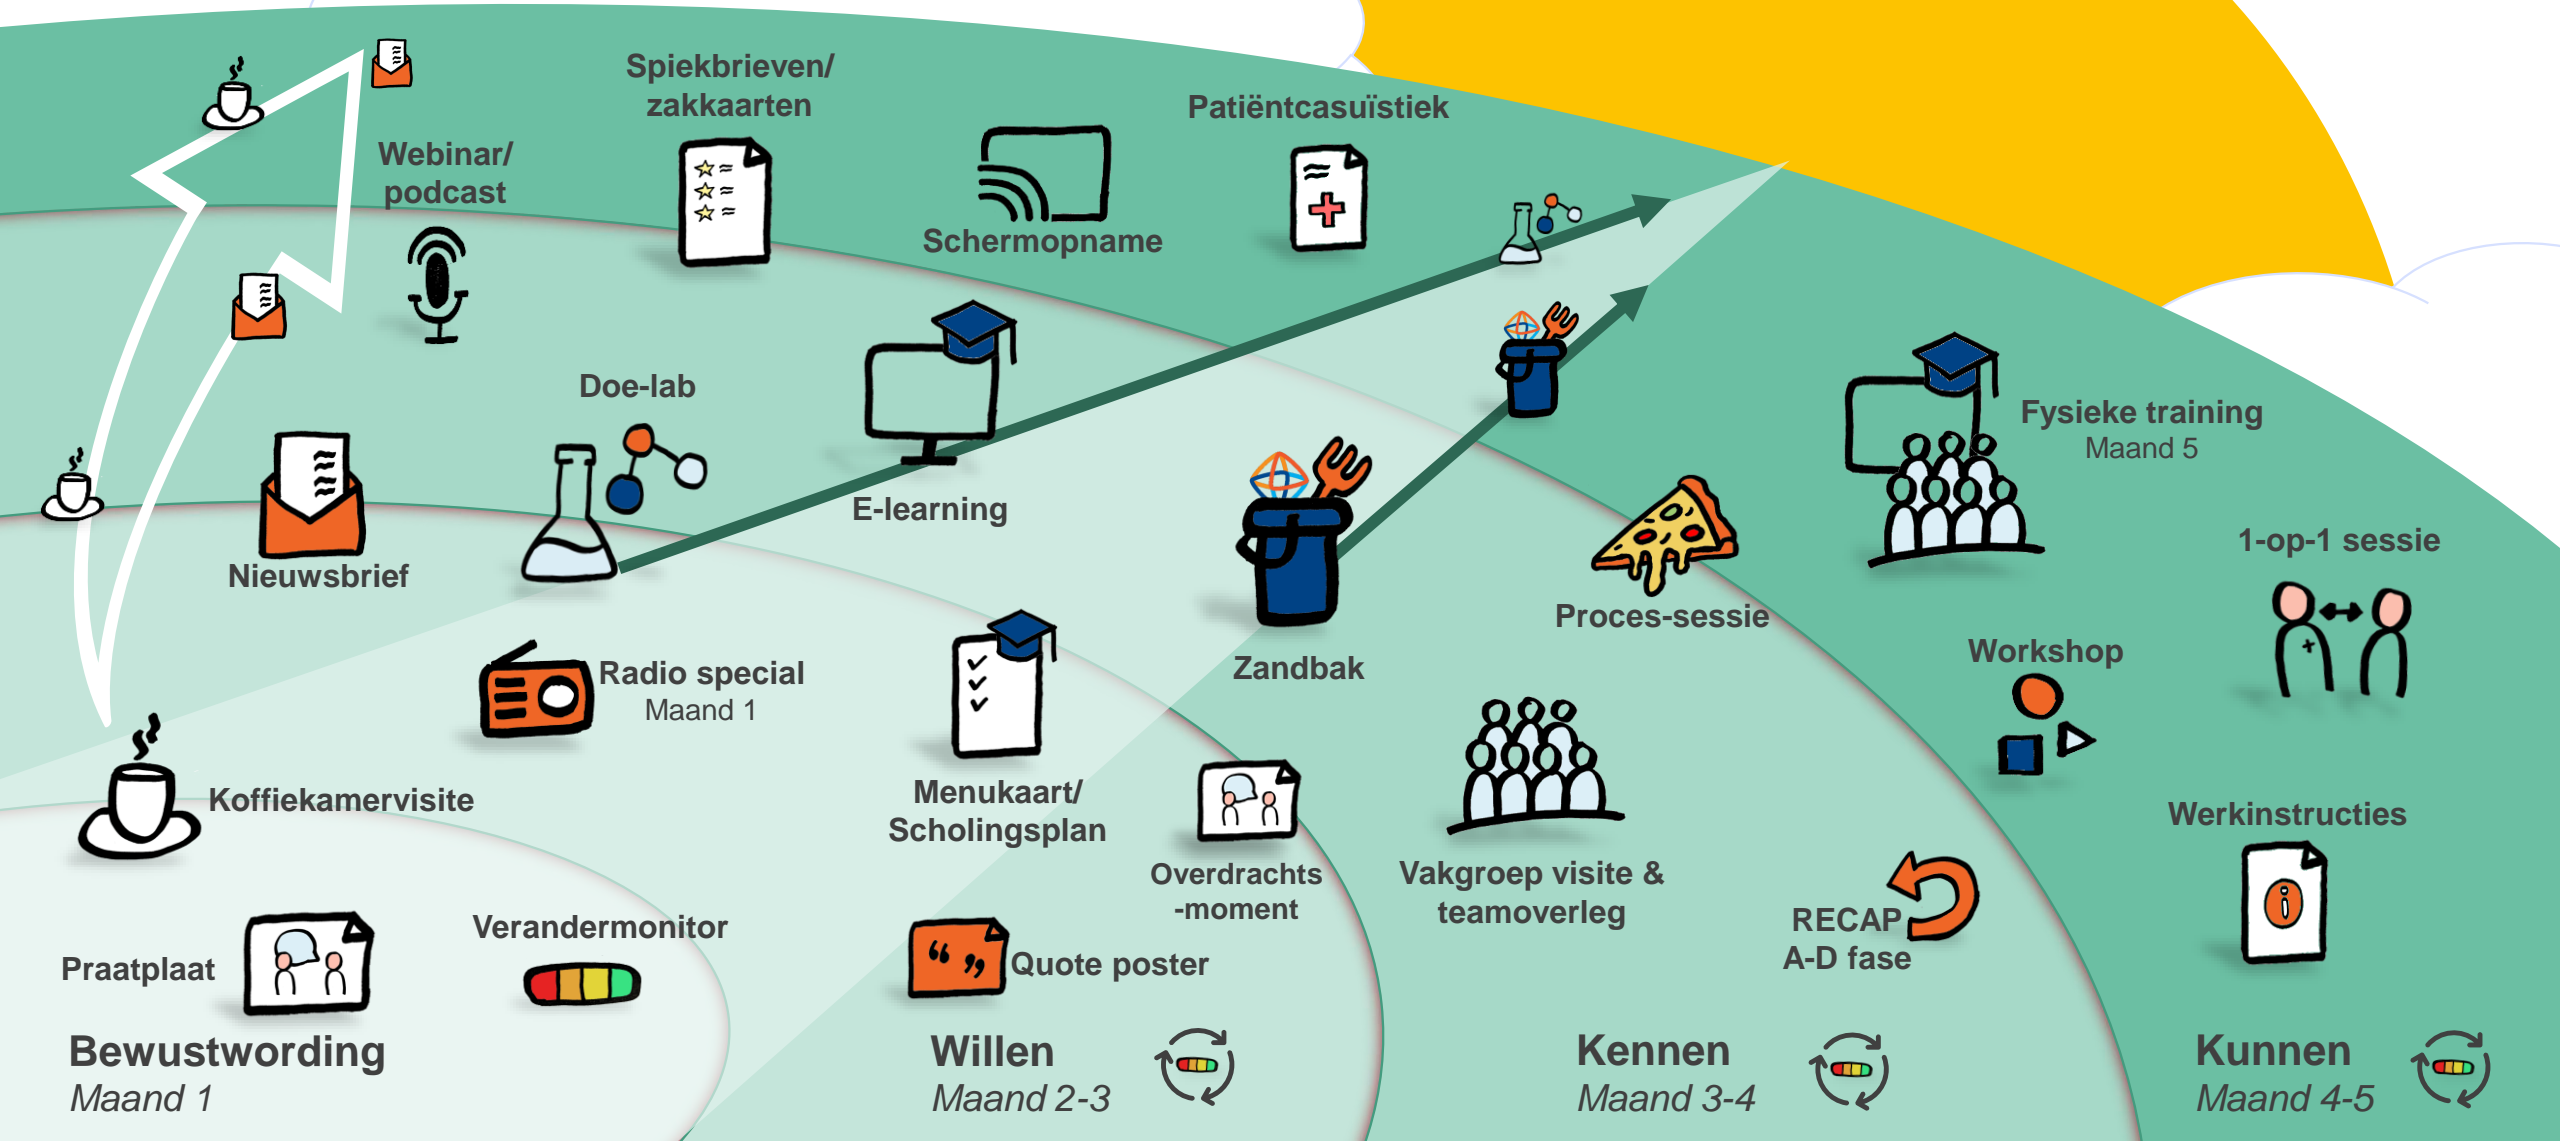 Spiekbrieven/
zakkaarten
Patiëntcasuïstiek
Webinar/
podcast
Schermopname
Doe-lab
Fysieke training
Maand 5
E-learning
1-op-1 sessie
Nieuwsbrief
Proces-sessie
Radio special
Maand 1
Zandbak
Workshop
Koffiekamervisite
Menukaart/
Scholingsplan
Werkinstructies
Overdrachts
-moment
Vakgroep visite &
teamoverleg
Verandermonitor
RECAP
A-D fase
Praatplaat
Quote poster
Bewustwording
Maand 1
Willen
Maand 2-3
Kennen
Maand 3-4
Kunnen
Maand 4-5